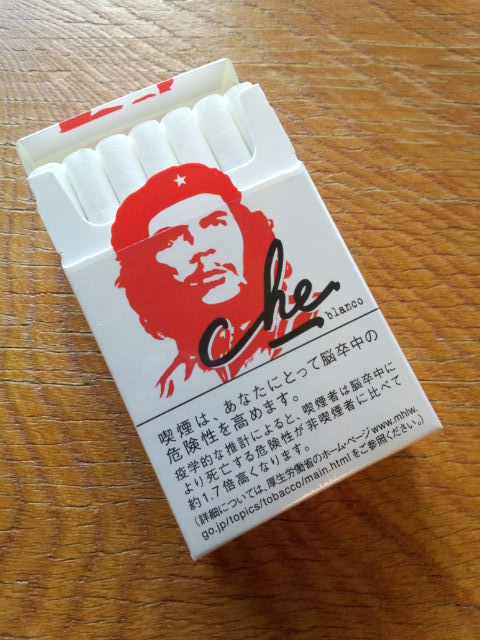 che
blanco
喫煙は、あなたにとって脳卒中の
危険性を高めます。
疫学的な推計によると、喫煙者は脳卒中に
より死亡する危険性が非喫煙者に比べて
約1.7倍高くなります。
(詳細については、厚生労働省のホーム・ページwww.mhlw.
go.jp/topics/tobacco/main.htmlをご参照ください。)